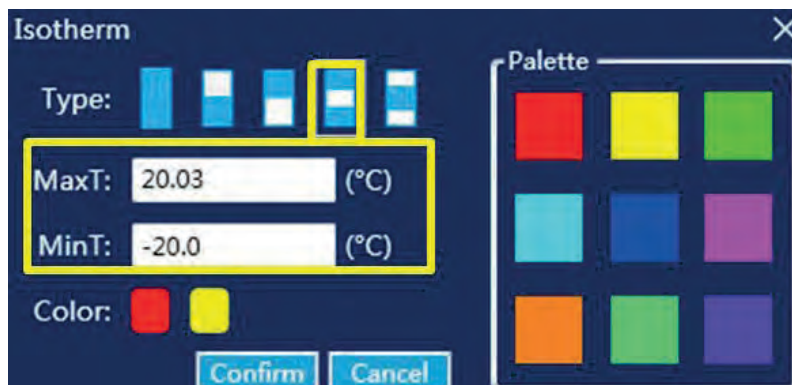 Isotherm
Palette
Type:
MaxT: 20.03 (°C)
MinT: -20.0 (°C)
Color:
Confirm Cancel